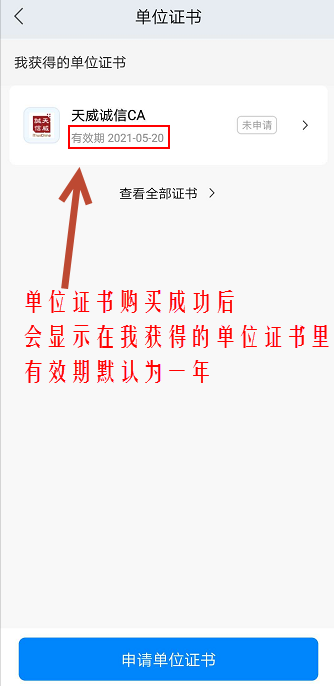 单位证书
我获得的单位证书
天威诚信CA
有效期 2021-05-20
未申请
查看全部证书
单位证书购买成功后
会显示在我获得的单位证书里
有效期默认为一年
申请单位证书